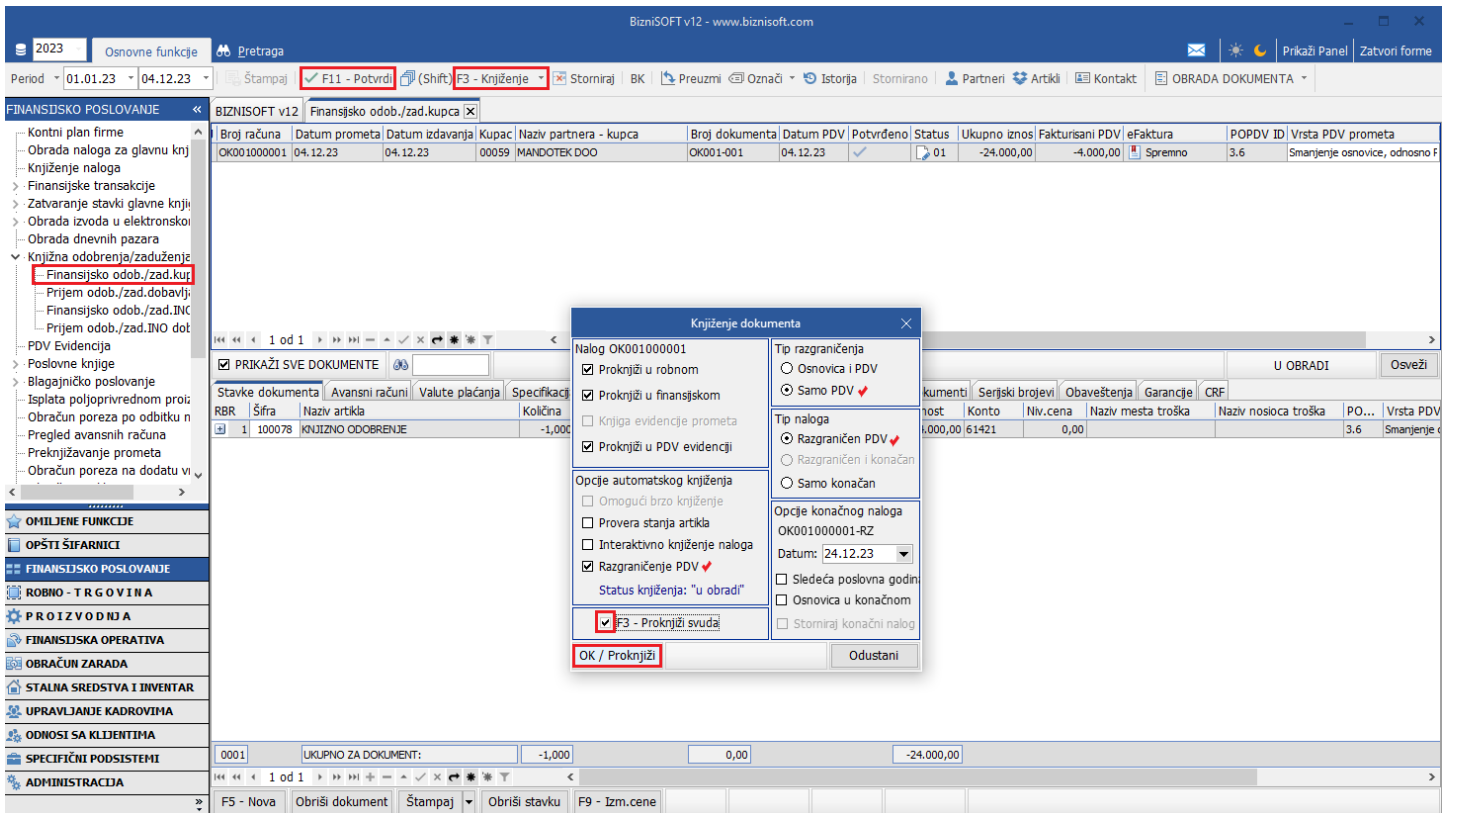 BizniSOFT v12 - www.biznisoft.com
2023 Osnovne funkcije Pretraga Prikaži Panel Zatvori forme
Period 01.01.23 04.12.23 Štampaj F11 - Potvrdi (Shift) F3 - Knjiženje Storniraj BK Preuzmi Označi Istorija Stornirano Partneri Artikli Kontakt OBRADA DOKUMENTA
FINANSIJSKO POSLOVANJE «
BIZNISOFT v12 Finansijsko odob./zad.kupca
Kontni plan firme
Obrada naloga za glavnu knj
Knjiženje naloga
Finansijske transakcije
Zatvaranje stavki glavne knji
Obrada izvoda u elektronsko
Obrada dnevnih pazara
Knjižna odobrenja/zaduženja
Finansijsko odob./zad.kup
Prijem odob./zad.dobavlj
Finansijsko odob./zad.INO
Prijem odob./zad.INO dob
PDV Evidencija
Poslovne knjige
Blagajničko poslovanje
Isplata poljoprivrednom proiz
Obračun poreza po odbitku n
Pregled avansnih računa
Preknjižavanje prometa
Obračun poreza na dodatu v
OMILJENE FUNKCIJE
OPŠTI ŠIFARNICI
FINANSIJSKO POSLOVANJE
ROBNO - T R G O V I N A
P R O I Z V O D NJ A
FINANSIJSKA OPERATIVA
OBRAČUN ZARADA
STALNA SREDSTVA I INVENTAR
UPRAVLJANJE KADROVIMA
ODNOSI SA KLIJENTIMA
SPECIFIČNI PODSISTEMI
ADMINISTRACIJA
Broj računa Datum prometa Datum izdavanja Kupac Naziv partnera - kupca Broj dokumenta Datum PDV Potvrđeno Status Ukupno iznos Fakturisani PDV eFaktura POPDV ID Vrsta PDV prometa
OK001000001 04.12.23 04.12.23 00059 MANDOTEK DOO OK001-001 04.12.23 01 -24.000,00 -4.000,00 Spremno 3.6 Smanjenje osnovice, odnosno P
1 od 1
PRIKAŽI SVE DOKUMENTE U OBRADI Osveži
Stavke dokumenta Avansni računi Valute plaćanja Specifikacij kumenti Serijski brojevi Obaveštenja Garancije CRF
RBR Šifra Naziv artikla Količina nost Konto Niv.cena Naziv mesta troška Naziv nosioca troška PO... Vrsta PDV
1 100078 KNJIZNO ODOBRENJE -1,000 .000,00 61421 0,00 3.6 Smanjenje o
Knjiženje dokumenta
Nalog OK001000001
Proknjiži u robnom
Proknjiži u finansijskom
Knjiga evidencije prometa
Proknjiži u PDV evidenciji
Opcije automatskog knjiženja
Omogući brzo knjiženje
Provera stanja artikla
Interaktivno knjiženje naloga
Razgraničenje PDV
Status knjiženja: "u obradi"
F3 - Proknjiži svuda
Tip razgraničenja
Osnovica i PDV
Samo PDV
Tip naloga
Razgraničen PDV
Razgraničen i konačan
Samo konačan
Opcije konačnog naloga
OK001000001-RZ
Datum: 24.12.23
Sledeća poslovna godin
Osnovica u konačnom
Storniraj konačni nalog
OK / Proknjiži Odustani
0001 UKUPNO ZA DOKUMENT: -1,000 0,00 -24.000,00
1 od 1
F5 - Nova Obriši dokument Štampaj Obriši stavku F9 - Izm.cene